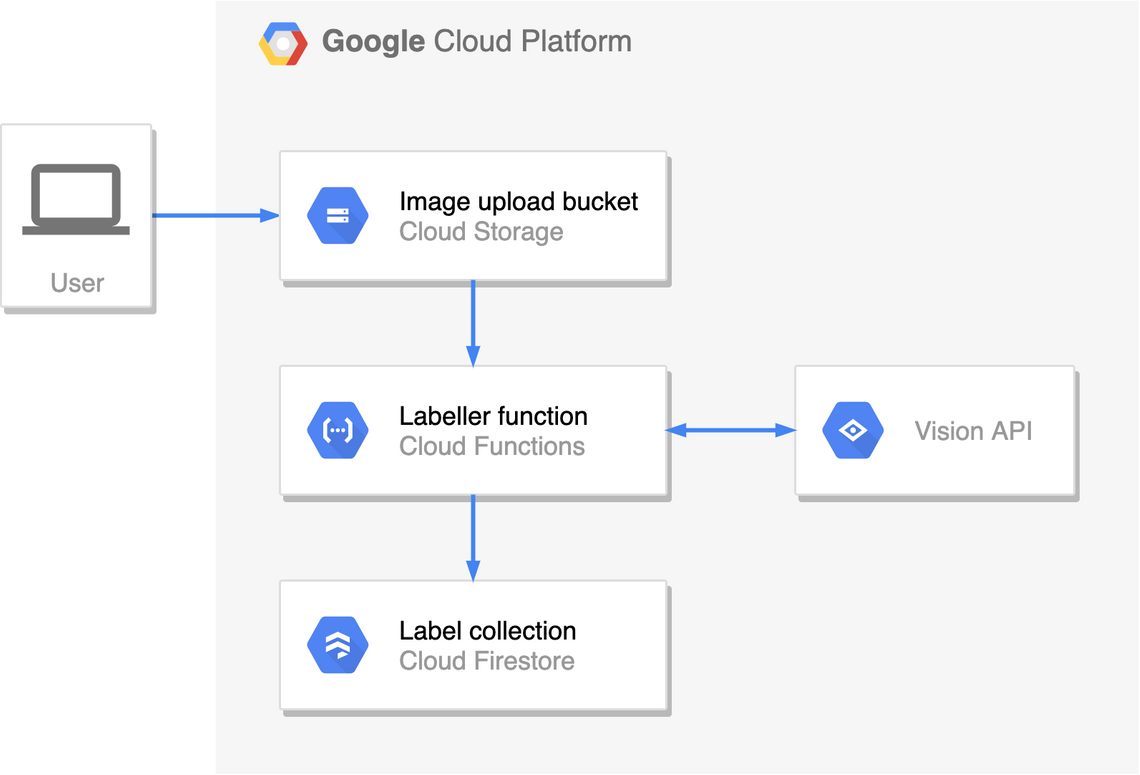 Google Cloud Platform
User
Image upload bucket
Cloud Storage
Labeller function
Cloud Functions
Vision API
Label collection
Cloud Firestore